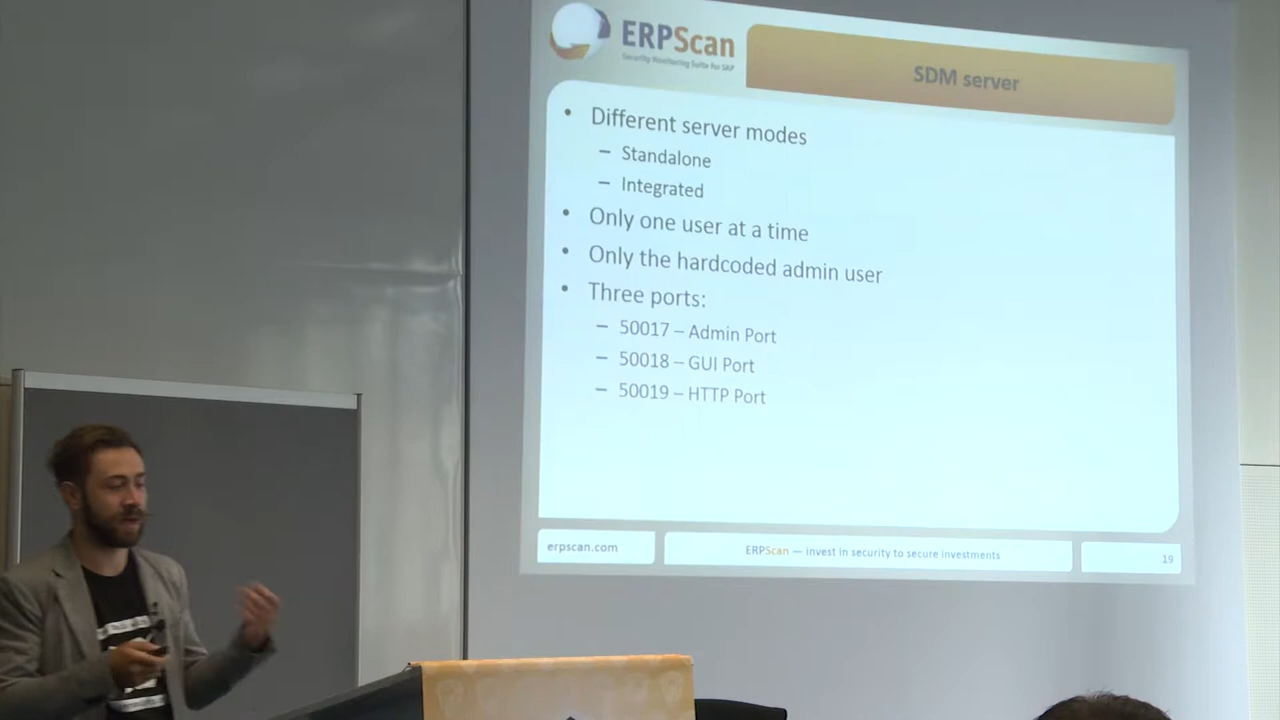 ERPScan
Security Monitoring Suite for SAP
SDM server
• Different server modes
– Standalone
– Integrated
• Only one user at a time
• Only the hardcoded admin user
• Three ports:
– 50017 – Admin Port
– 50018 – GUI Port
– 50019 – HTTP Port
erpscan.com
ERPScan — invest in security to secure investments
19